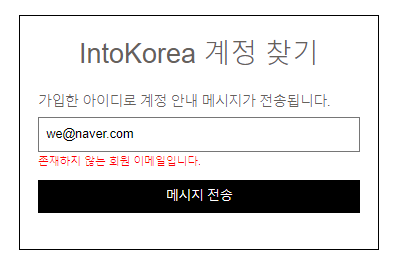 IntoKorea 계정 찾기
가입한 아이디로 계정 안내 메시지가 전송됩니다.
we@naver.com
존재하지 않는 회원 이메일입니다.
메시지 전송